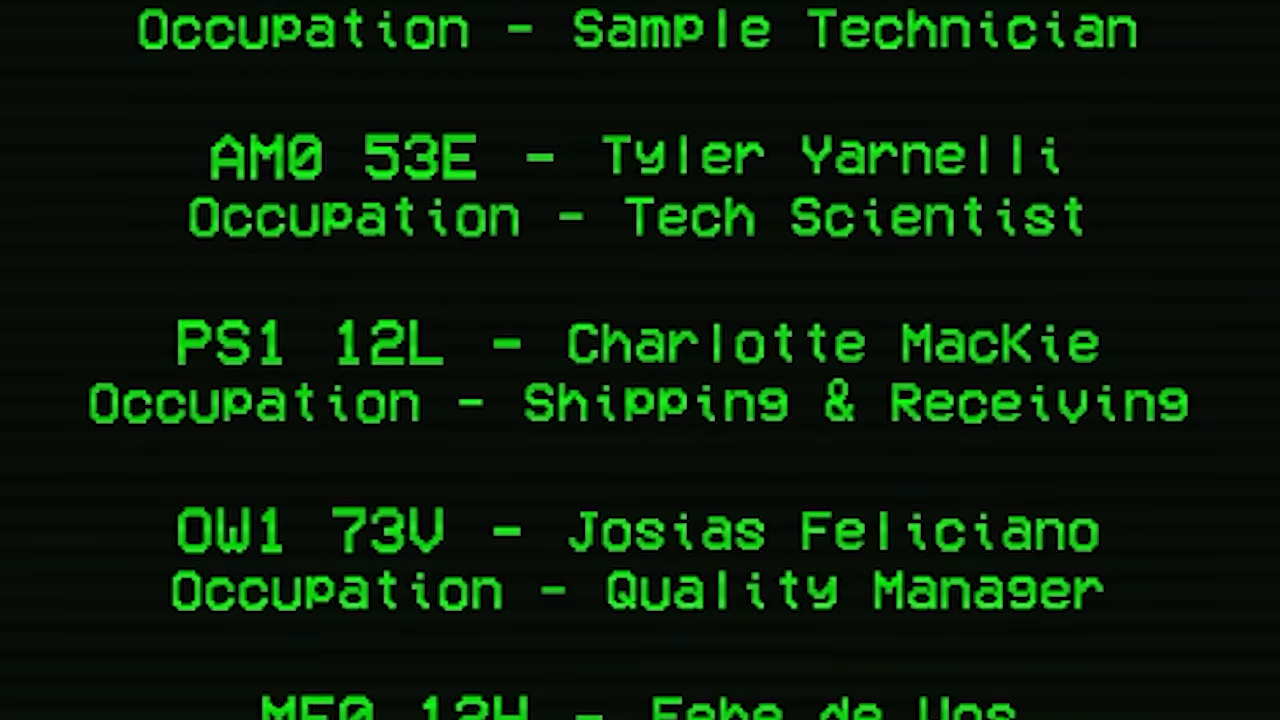 Occupation - Sample Technician
AM0 53E - Tyler Yarnelli
Occupation - Tech Scientist
PS1 12L - Charlotte MacKie
Occupation - Shipping & Receiving
OW1 73V - Josias Feliciano
Occupation - Quality Manager
- de